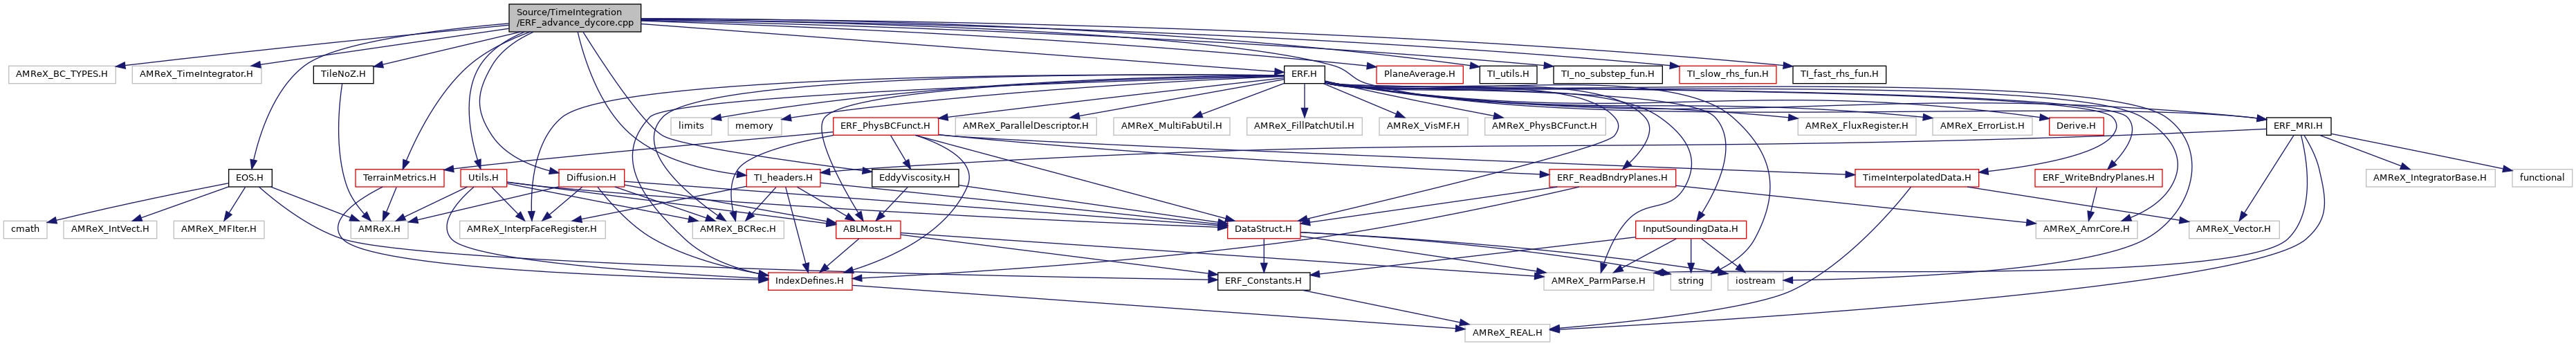 Source/TimeIntegration
/ERF_advance_dycore.cpp
AMReX_BC_TYPES.H
AMReX_TimeIntegrator.H
TileNoZ.H
ERF.H
PlaneAverage.H
TI_utils.H
TI_no_substep_fun.H
TI_slow_rhs_fun.H
TI_fast_rhs_fun.H
limits
memory
ERF_PhysBCFunct.H
AMReX_ParallelDescriptor.H
AMReX_MultiFabUtil.H
AMReX_FillPatchUtil.H
AMReX_VisMF.H
AMReX_PhysBCFunct.H
AMReX_FluxRegister.H
AMReX_ErrorList.H
Derive.H
ERF_MRI.H
EOS.H
TerrainMetrics.H
Utils.H
Diffusion.H
TI_headers.H
EddyViscosity.H
ERF_ReadBndryPlanes.H
TimeInterpolatedData.H
ERF_WriteBndryPlanes.H
AMReX_IntegratorBase.H
functional
cmath
AMReX_IntVect.H
AMReX_MFIter.H
AMReX.H
AMReX_InterpFaceRegister.H
AMReX_BCRec.H
ABLMost.H
DataStruct.H
InputSoundingData.H
AMReX_AmrCore.H
AMReX_Vector.H
IndexDefines.H
ERF_Constants.H
AMReX_ParmParse.H
string
iostream
AMReX_REAL.H